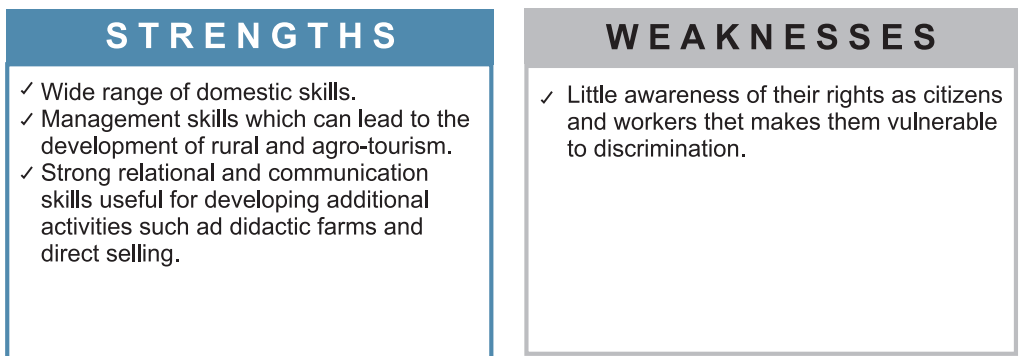 STRENGTHS
✓ Wide range of domestic skills.
✓ Management skills which can lead to the
development of rural and agro-tourism.
✓ Strong relational and communication
skills useful for developing additional
activities such ad didactic farms and
direct selling.
WEAKNESSES
✓ Little awareness of their rights as citizens
and workers thet makes them vulnerable
to discrimination.